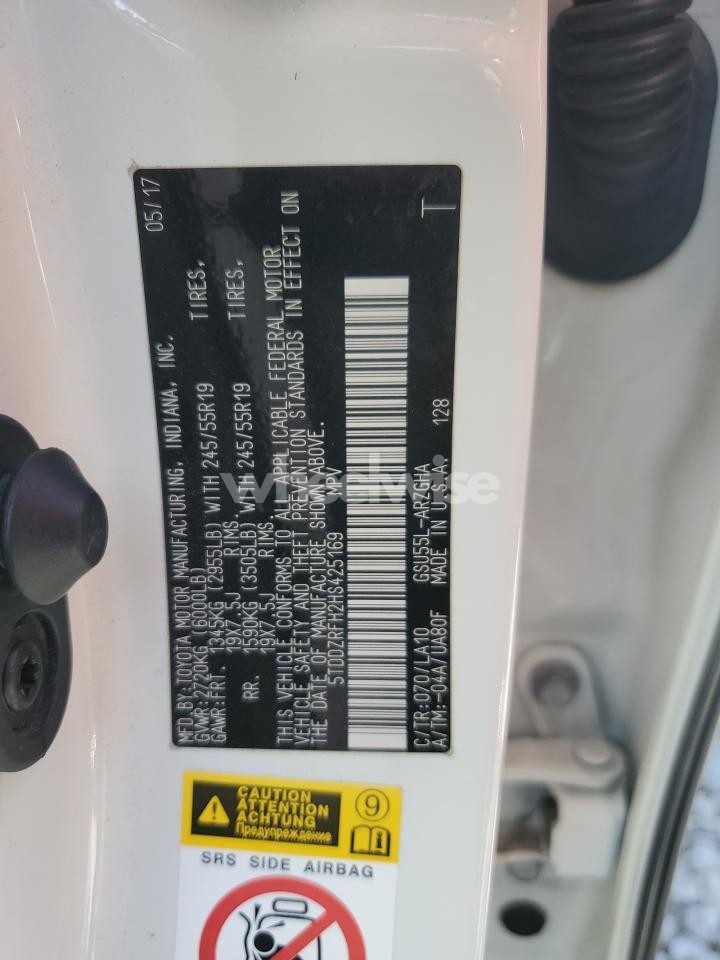 MFD.BY:TOYOTA MOTOR MANUFACTURING, INDIANA, INC. 05/17
GVWR:2720KG (6000LB)
GAWR:FRT. 1345KG (2955LB) WITH 245/55R19 TIRES,
19X7.5J RIMS
RR. 1590KG (3505LB) WITH 245/55R19 TIRES,
19X7.5J RIMS
THIS VEHICLE CONFORMS TO ALL APPLICABLE FEDERAL MOTOR
VEHICLE SAFETY AND THEFT PREVENTION STANDARDS IN EFFECT ON
THE DATE OF MANUFACTURE SHOWN ABOVE.
5TDDZRFH2HS425169 MPV
C/TR:070/LA10 GSU55L-ARZGHA T
A/TM:-04A/UA80F MADE IN U.S.A. 128
wheelwise
CAUTION
ATTENTION
ACHTUNG
Предупреждение
9
SRS SIDE AIRBAG